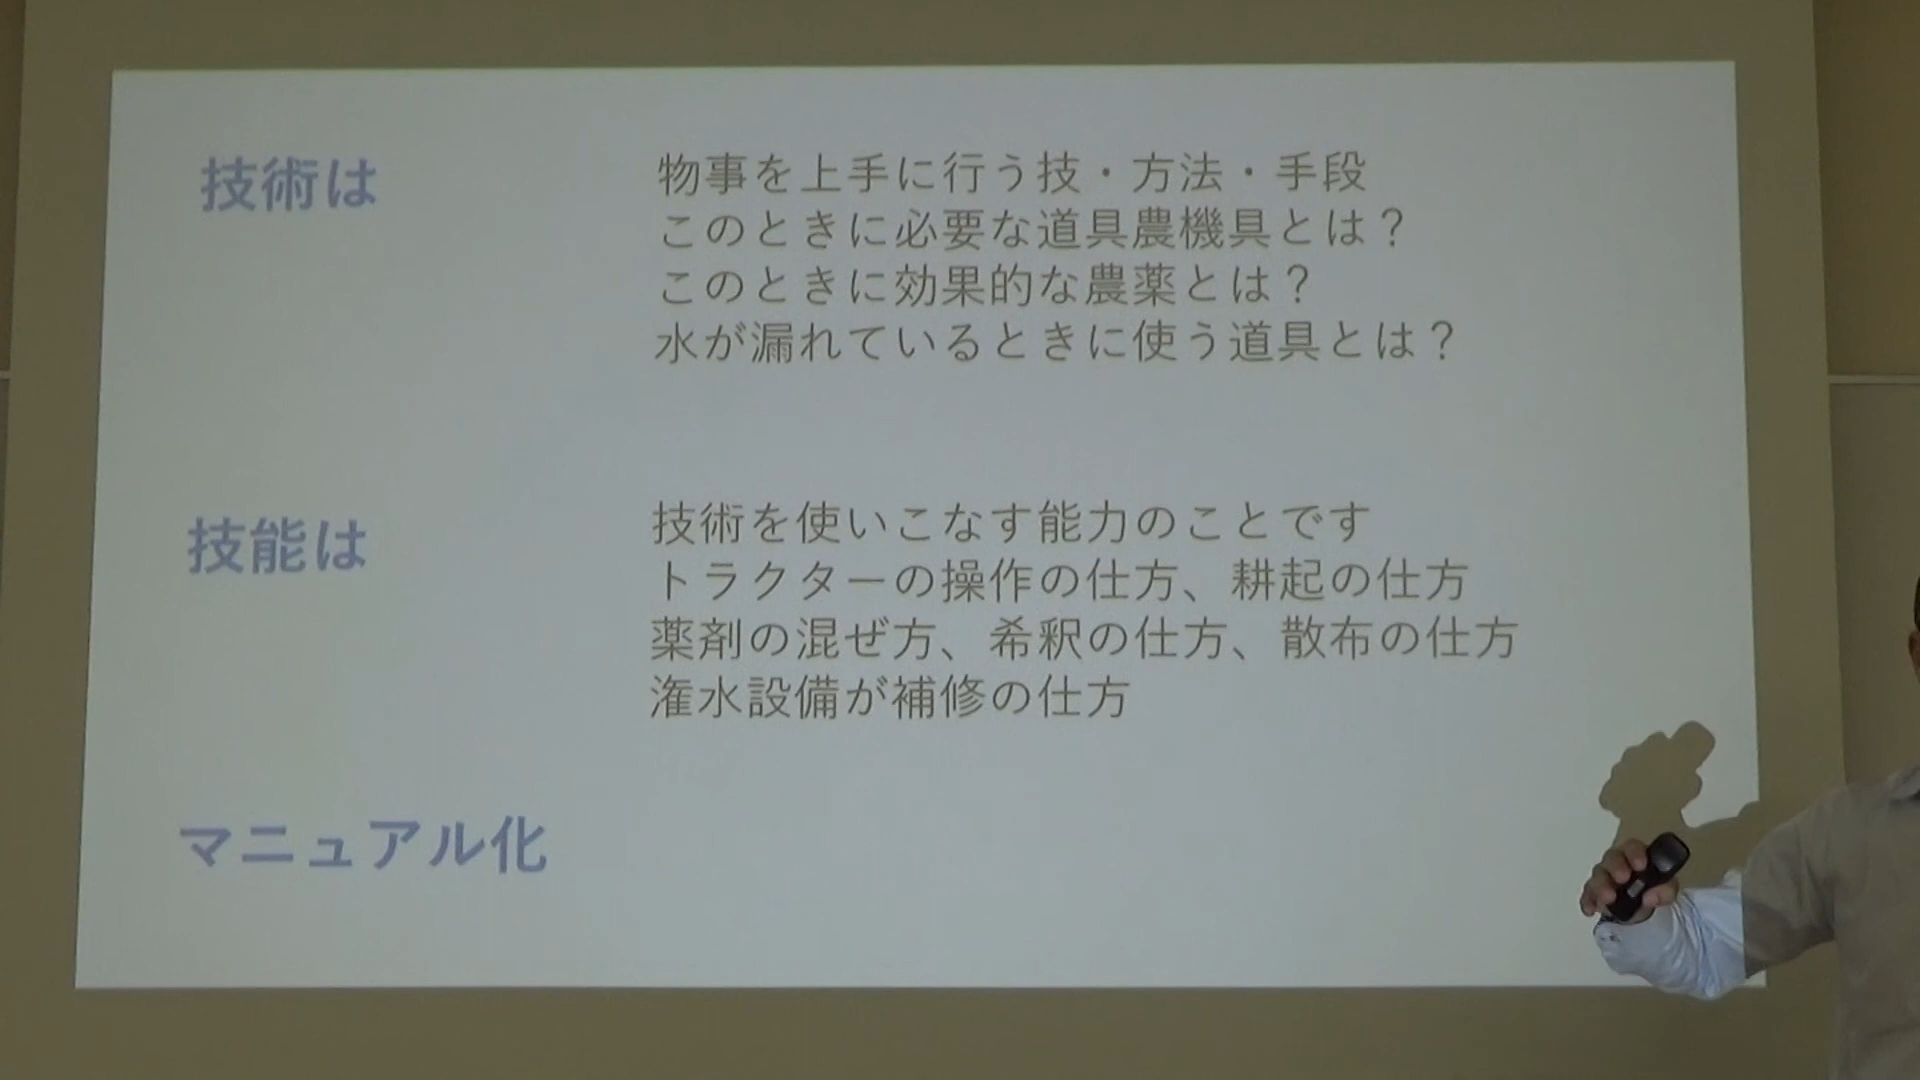 技術は
物事を上手に行う技・方法・手段
このときに必要な道具農機具とは？
このときに効果的な農薬とは？
水が漏れているときに使う道具とは？
技能は
技術を使いこなす能力のことです
トラクターの操作の仕方、耕起の仕方
薬剤の混ぜ方、希釈の仕方、散布の仕方
潅水設備が補修の仕方
マニュアル化